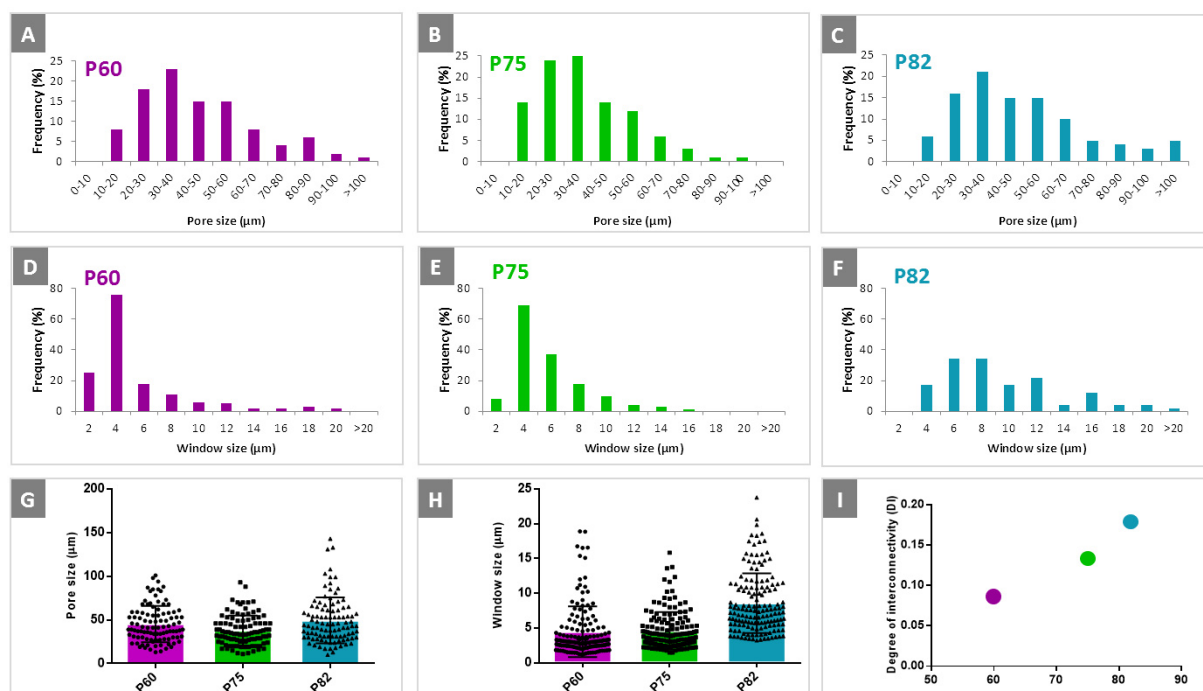 A
P60
Frequency (%)
25
20
15
10
5
0
0-10
10-20
20-30
30-40
40-50
50-60
60-70
70-80
80-90
90-100
>100
Pore size (µm)
B
P75
Frequency (%)
25
20
15
10
5
0
0-10
10-20
20-30
30-40
40-50
50-60
60-70
70-80
80-90
90-100
>100
Pore size (µm)
C
P82
Frequency (%)
25
20
15
10
5
0
0-10
10-20
20-30
30-40
40-50
50-60
60-70
70-80
80-90
90-100
>100
Pore size (µm)
D
P60
Frequency (%)
80
60
40
20
0
2 4 6 8 10 12 14 16 18 20 >20
Window size (µm)
E
P75
Frequency (%)
80
60
40
20
0
2 4 6 8 10 12 14 16 18 20 >20
Window size (µm)
F
P82
Frequency (%)
80
60
40
20
0
2 4 6 8 10 12 14 16 18 20 >20
Window size (µm)
G
Pore size (µm)
200
150
100
50
0
P60
P75
P82
H
Window size (µm)
25
20
15
10
5
0
P60
P75
P82
I
Degree of interconnectivity (DI)
0.20
0.15
0.10
0.05
0.00
50 60 70 80 90